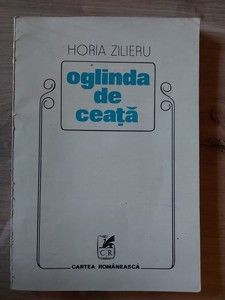 HORIA ZILIERU
oglinda
de
ceață
CR
CARTEA ROMÂNEASCĂ